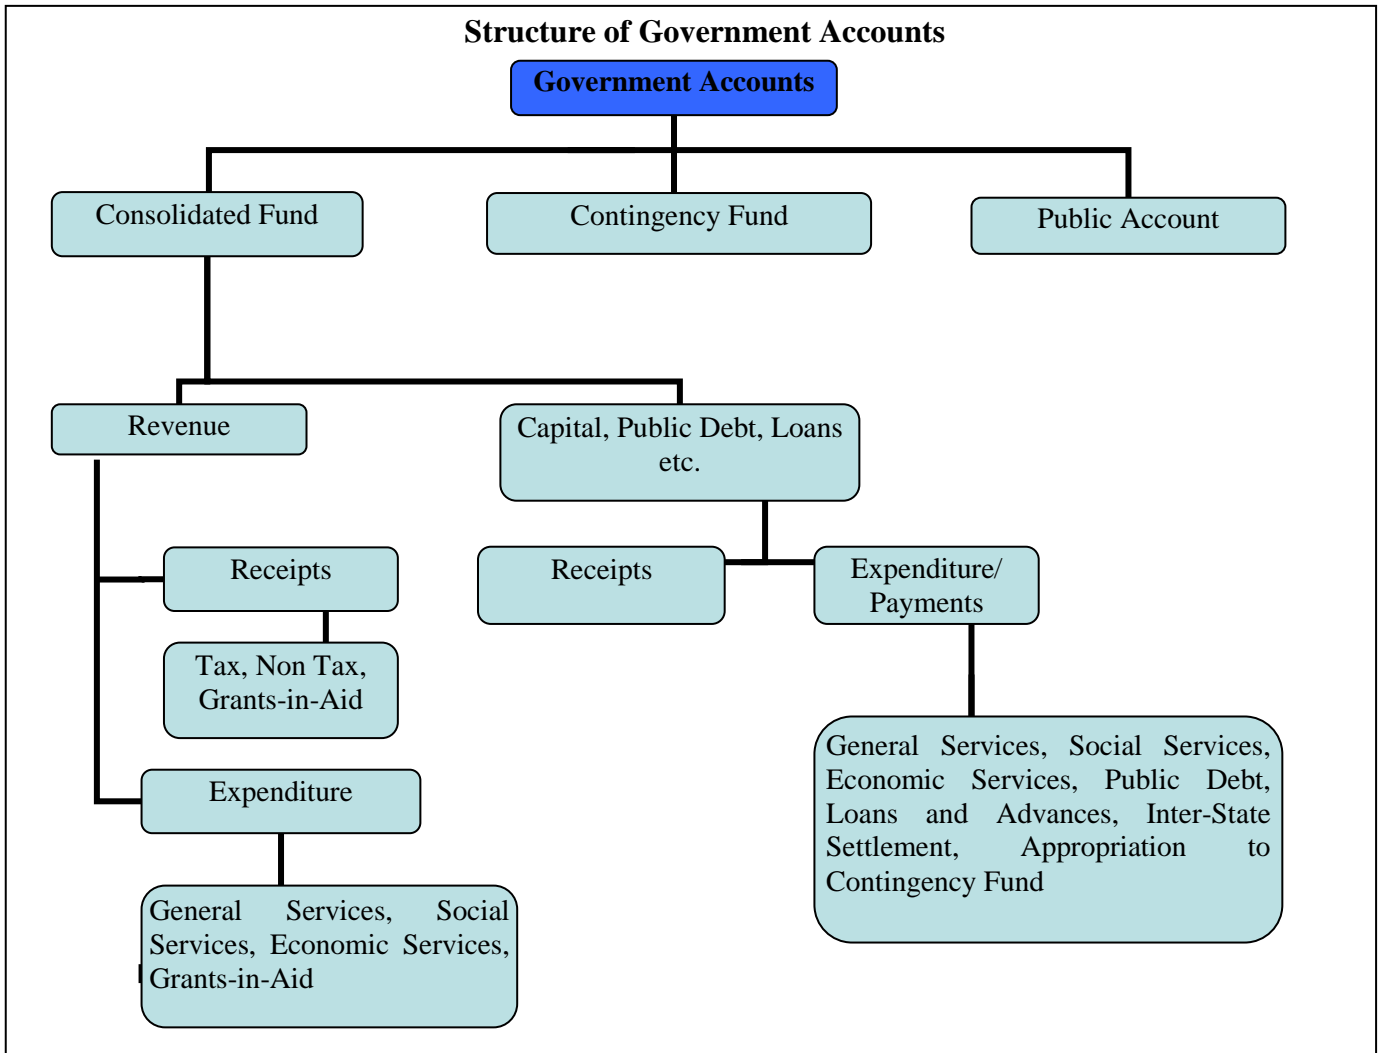 Structure of Government Accounts
Government Accounts
Consolidated Fund
Contingency Fund
Public Account
Revenue
Capital, Public Debt, Loans
etc.
Receipts
Tax, Non Tax,
Grants-in-Aid
Expenditure
General Services, Social
Services, Economic Services,
Grants-in-Aid
Receipts
Expenditure/
Payments
General Services, Social Services,
Economic Services, Public Debt,
Loans and Advances, Inter-State
Settlement, Appropriation to
Contingency Fund